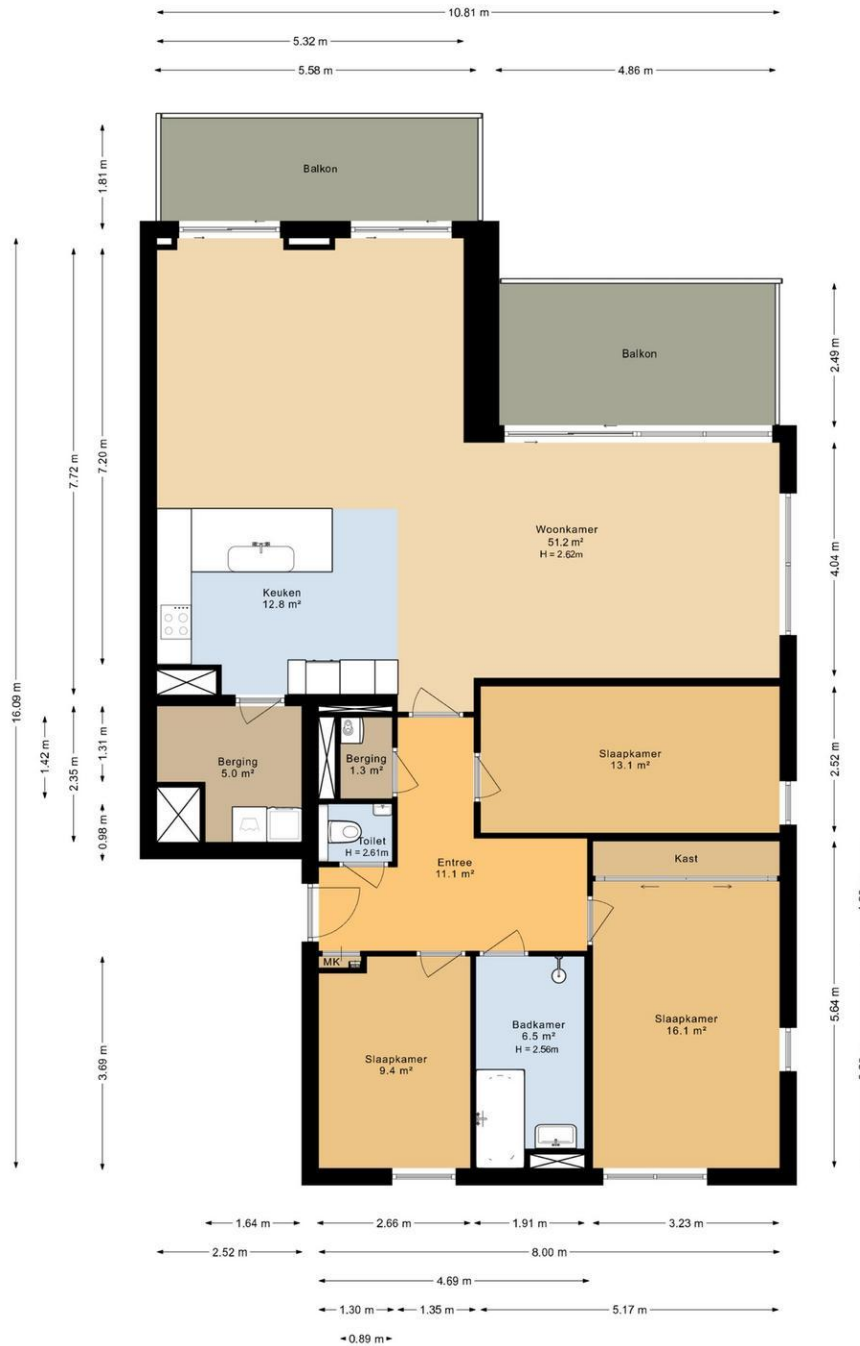 10.81 m
5.32 m
5.58 m
4.86 m
1.81 m
Balkon
2.49 m
Balkon
16.09 m
7.72 m
7.20 m
Woonkamer
51.2 m²
H = 2.62m
4.04 m
Keuken
12.8 m²
1.42 m
2.35 m
1.31 m
0.98 m
Berging
5.0 m²
Berging
1.3 m²
Slaapkamer
13.1 m²
2.52 m
Toilet
H = 2.61m
Entree
11.1 m²
Kast
MK
3.69 m
Slaapkamer
9.4 m²
Badkamer
6.5 m²
H = 2.56m
Slaapkamer
16.1 m²
5.64 m
1.64 m
2.66 m
1.91 m
3.23 m
2.52 m
8.00 m
4.69 m
1.30 m
1.35 m
5.17 m
0.89 m